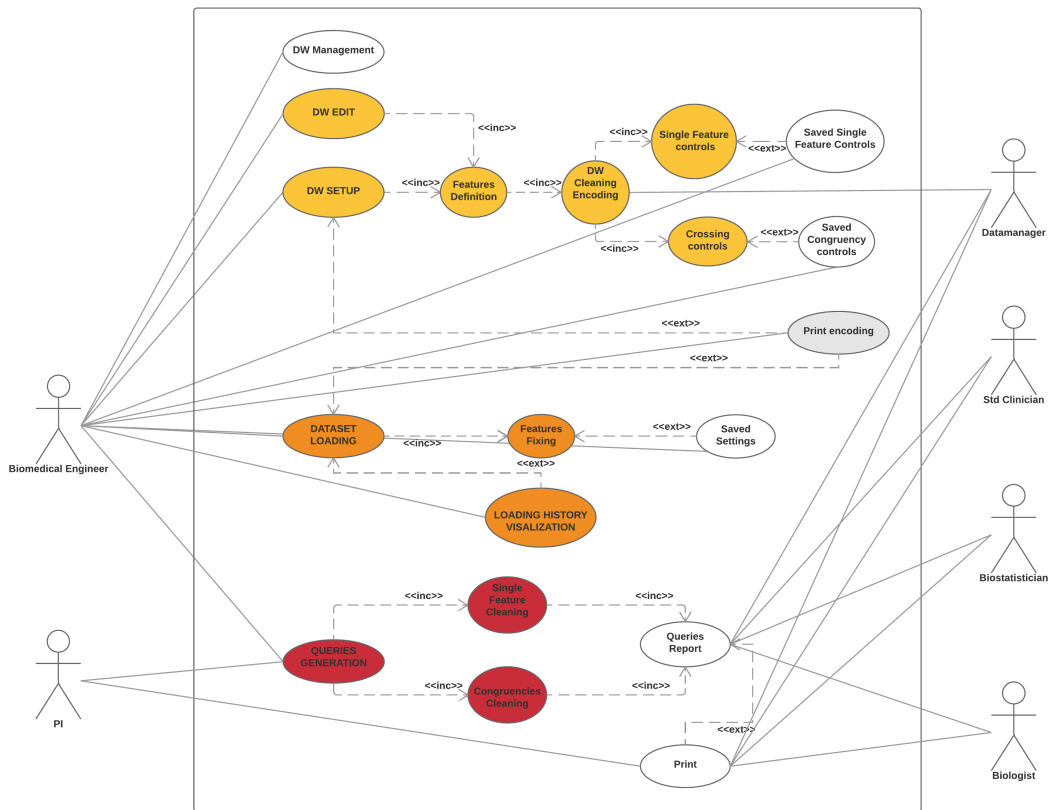 DW Management
DW EDIT
<<inc>>
Single Feature
controls
<<inc>>
Saved Single
Feature Controls
<<ext>>
DW SETUP
<<inc>>
Features
Definition
<<inc>>
DW
Cleaning
Encoding
Datamanager
Crossing
controls
<<ext>>
Saved
Congruency
controls
<<inc>>
<<ext>>
Print encoding
<<ext>>
Std Clinician
Biomedical Engineer
DATASET
LOADING
<<inc>>
Features
Fixing
<<ext>>
Saved
Settings
<<ext>>
LOADING HISTORY
VISALIZATION
Biostatistician
<<inc>>
Single
Feature
Cleaning
<<inc>>
QUERIES
GENERATION
Queries
Report
<<inc>>
Congruencies
Cleaning
<<inc>>
PI
<<ext>>
Print
Biologist